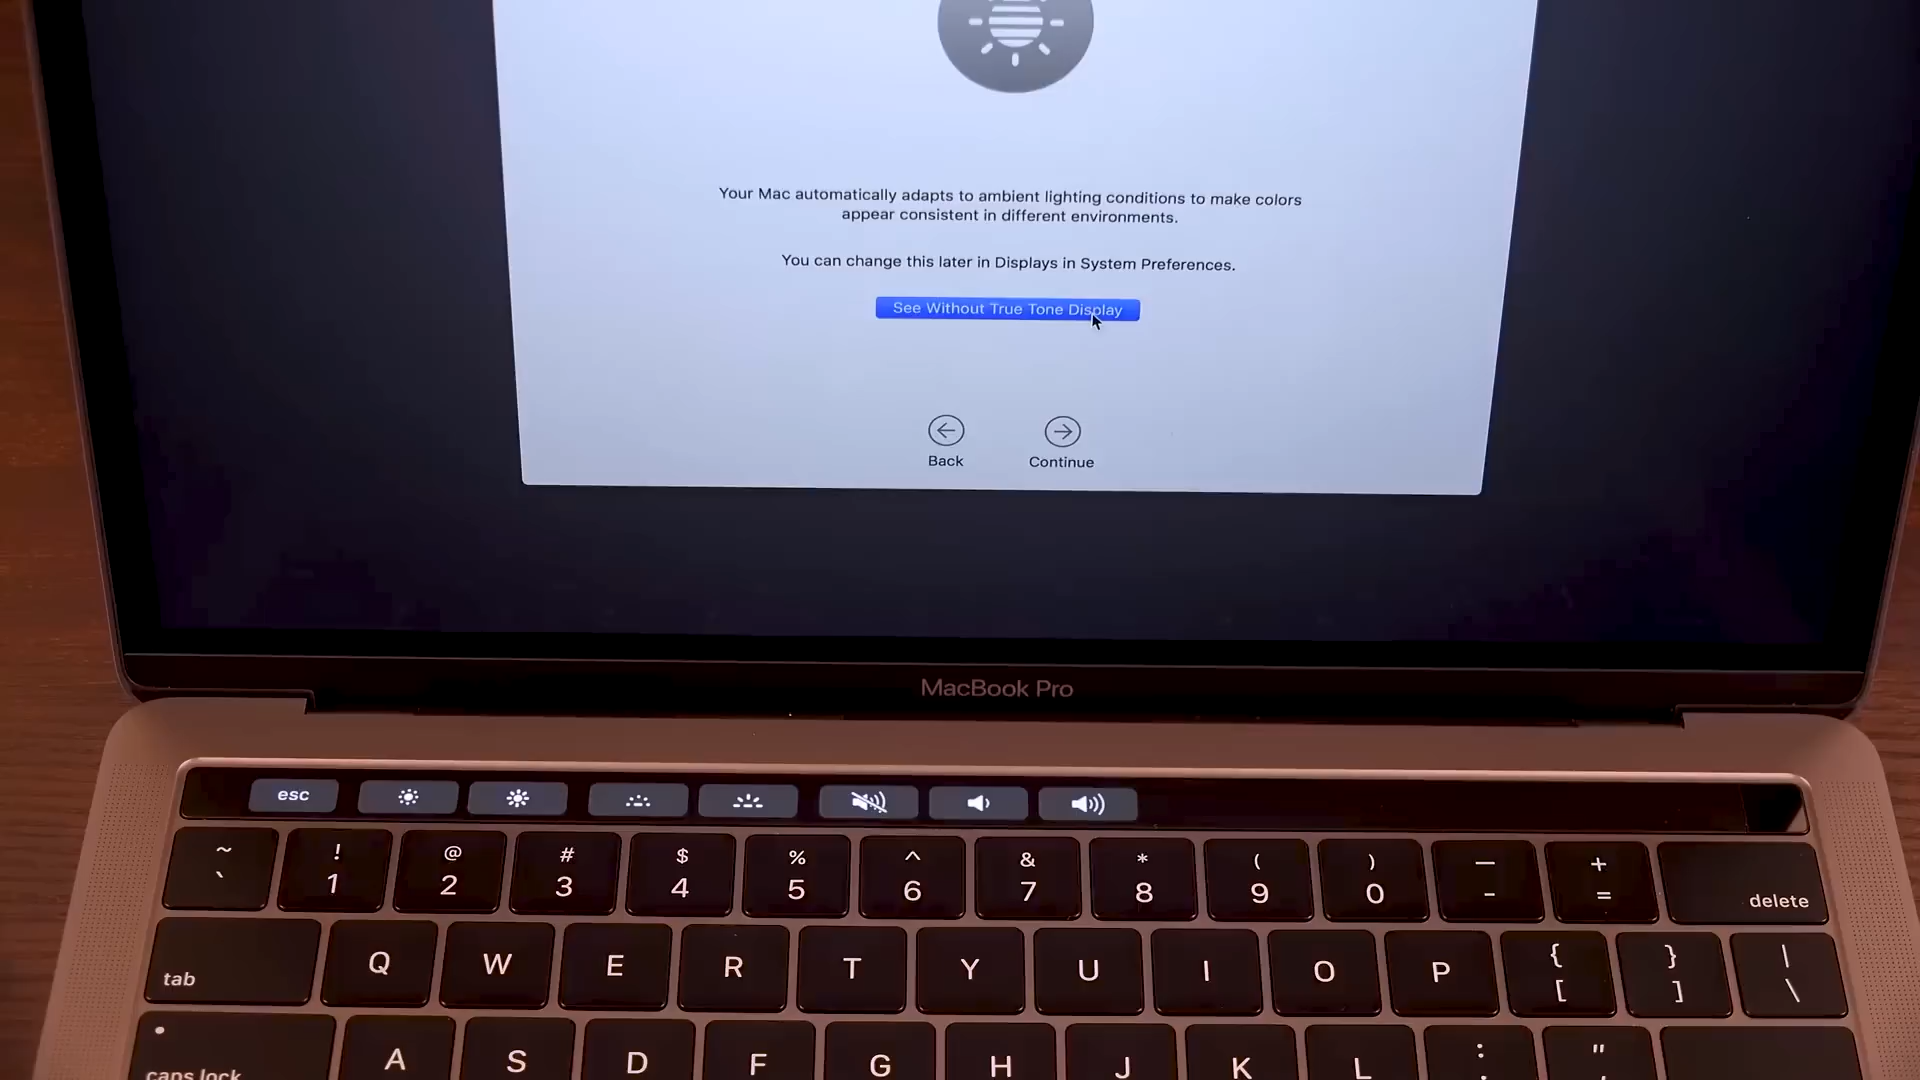 Your Mac automatically adapts to ambient lighting conditions to make colors
appear consistent in different environments.
You can change this later in Displays in System Preferences.
See Without True Tone Display
Back Continue
MacBook Pro
esc
~ ! @ # $ % ^ & * ( ) — +
` 1 2 3 4 5 6 7 8 9 0 - = delete
tab Q W E R T Y U I O P { } |
[ ] \
caps lock A S D F G H J K L : "